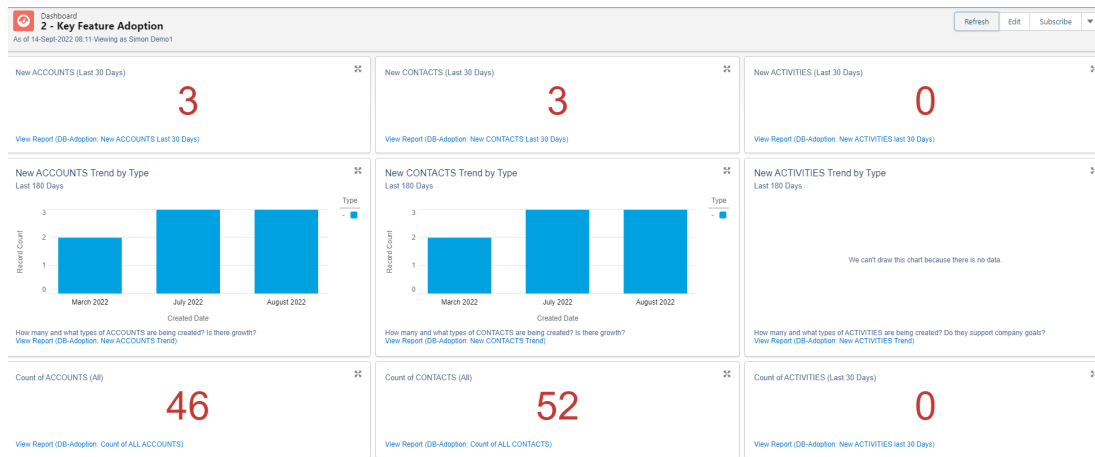 Dashboard
2 - Key Feature Adoption
As of 14-Sept-2022 08:11·Viewing as Simon Demo1
Refresh
Edit
Subscribe
New ACCOUNTS (Last 30 Days)
3
View Report (DB-Adoption: New ACCOUNTS Last 30 Days)
New CONTACTS (Last 30 Days)
3
View Report (DB-Adoption: New CONTACTS Last 30 Days)
New ACTIVITIES (Last 30 Days)
0
View Report (DB-Adoption: New ACTIVITIES last 30 Days)
New ACCOUNTS Trend by Type
Last 180 Days
Type
-
Record Count
3
2
1
0
March 2022
July 2022
August 2022
Created Date
How many and what types of ACCOUNTS are being created? Is there growth?
View Report (DB-Adoption: New ACCOUNTS Trend)
New CONTACTS Trend by Type
Last 180 Days
Type
-
Record Count
3
2
1
0
March 2022
July 2022
August 2022
Created Date
How many and what types of CONTACTS are being created? Is there growth?
View Report (DB-Adoption: New CONTACTS Trend)
New ACTIVITIES Trend by Type
Last 180 Days
We can't draw this chart because there is no data.
How many and what types of ACTIVITIES are being created? Do they support company goals?
View Report (DB-Adoption: New ACTIVITIES Trend)
Count of ACCOUNTS (All)
46
View Report (DB-Adoption: Count of ALL ACCOUNTS)
Count of CONTACTS (All)
52
View Report (DB-Adoption: Count of ALL CONTACTS)
Count of ACTIVITIES (Last 30 Days)
0
View Report (DB-Adoption: New ACTIVITIES last 30 Days)